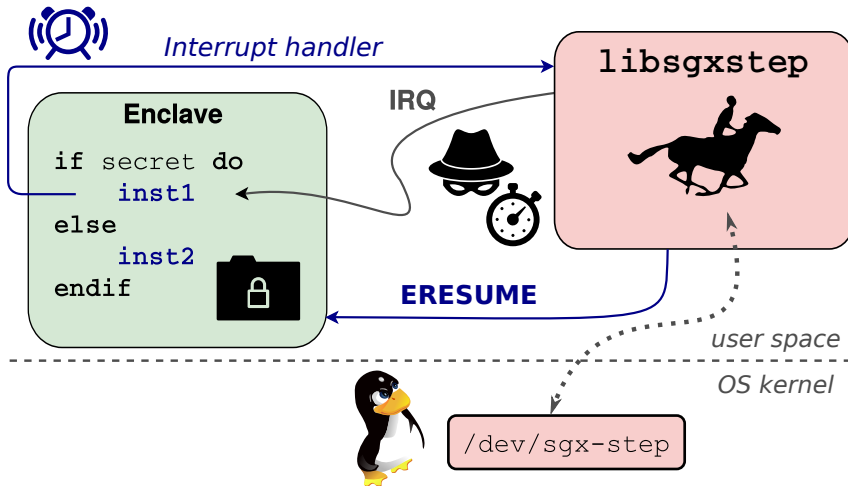 Interrupt handler
libsgxstep
IRQ
Enclave
if secret do
inst1
else
inst2
endif
ERESUME
user space
OS kernel
/dev/sgx-step